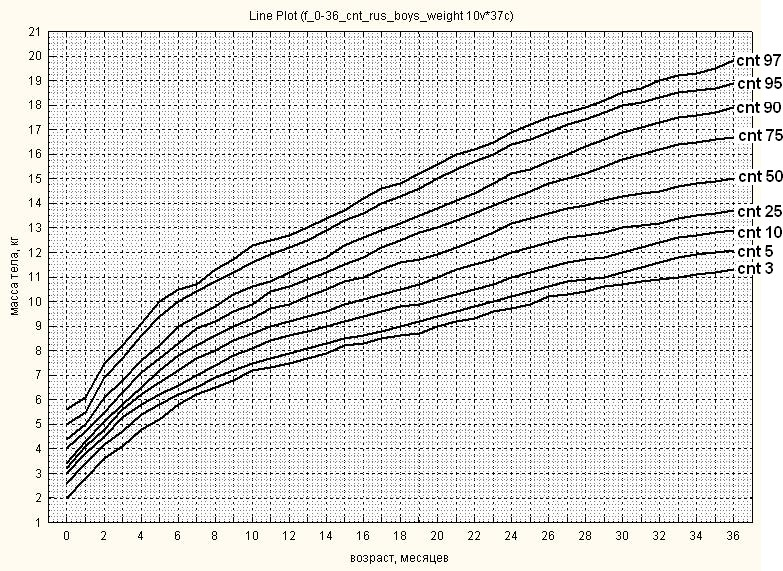 Line Plot (f_0-36_cnt_rus_boys_weight 10v*37c)
21
20
19
18
17
16
15
14
13
12
11
10
9
8
7
6
5
4
3
2
1
Масса тела, кг
cnt 97
cnt 95
cnt 90
cnt 75
cnt 50
cnt 25
cnt 10
cnt 5
cnt 3
0 2 4 6 8 10 12 14 16 18 20 22 24 26 28 30 32 34 36
возраст, месяцев